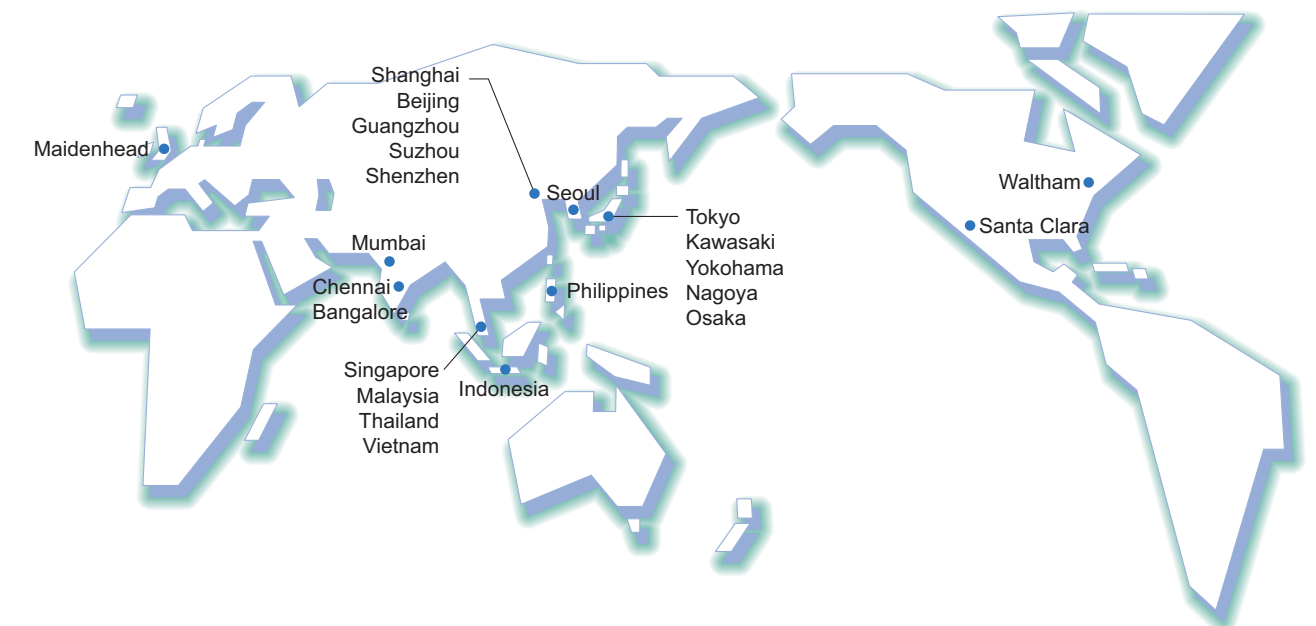 Shanghai
Beijing
Guangzhou
Suzhou
Shenzhen
Maidenhead
Seoul
Waltham
Tokyo
Kawasaki
Yokohama
Nagoya
Osaka
Santa Clara
Mumbai
Chennai
Bangalore
Philippines
Singapore
Malaysia
Thailand
Vietnam
Indonesia